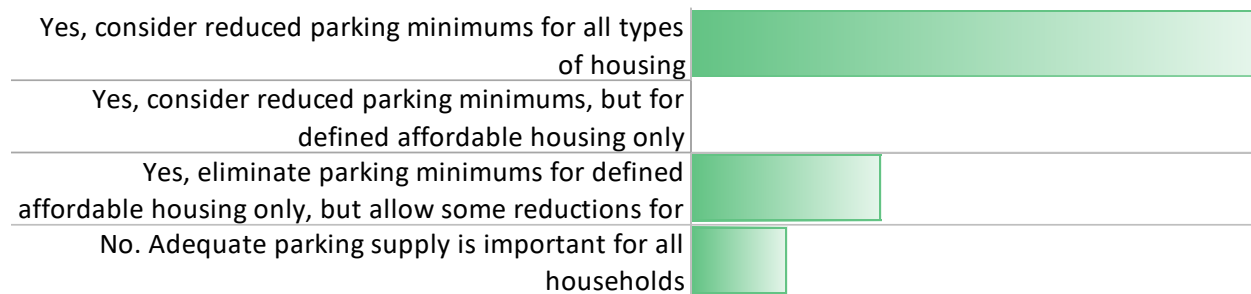 Yes, consider reduced parking minimums for all types
of housing
Yes, consider reduced parking minimums, but for
defined affordable housing only
Yes, eliminate parking minimums for defined
affordable housing only, but allow some reductions for
No. Adequate parking supply is important for all
households